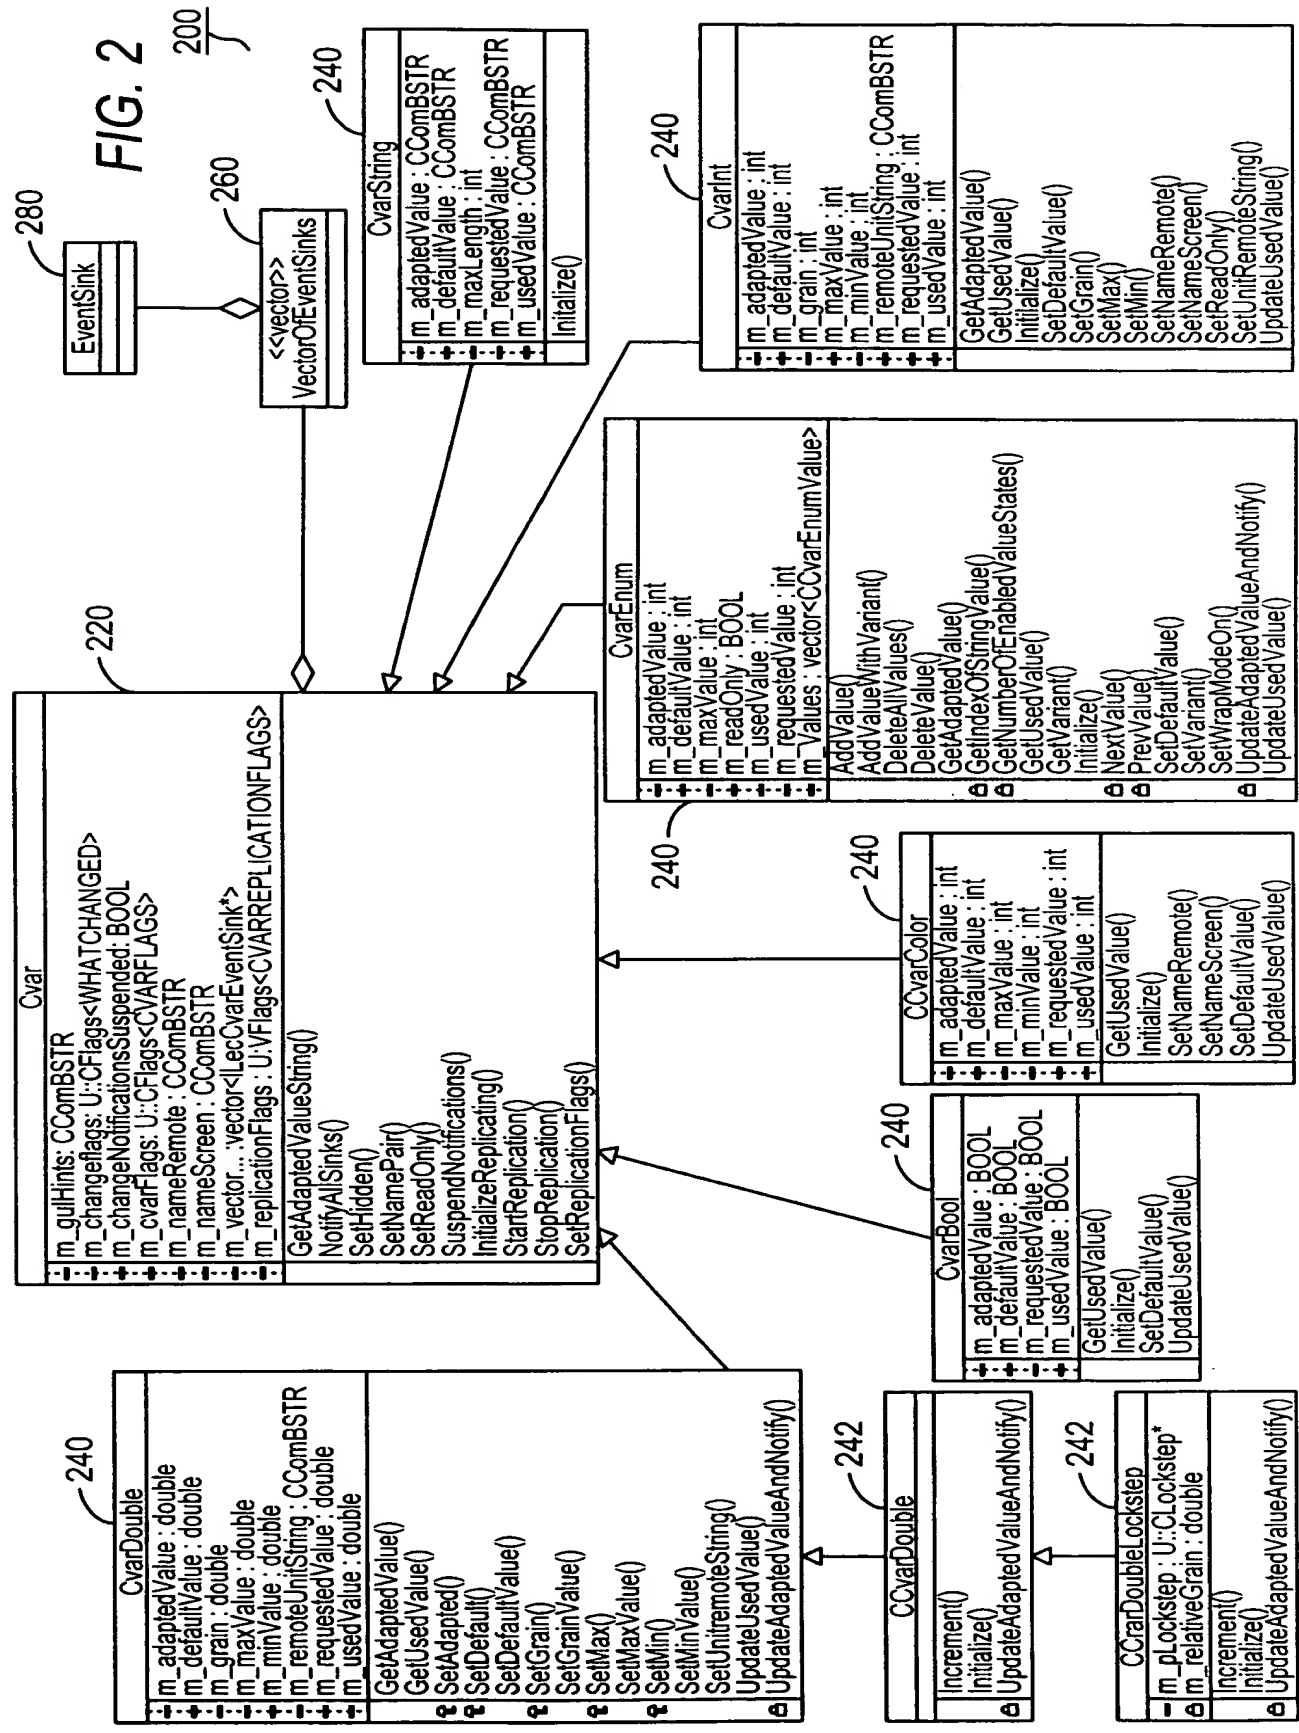 FIG. 2
200
280
EventSink
260
<<vector>>
VectorOfEventSinks
220
Cvar
m_guiHints: CComBSTR
m_changeflags: U::CFlags<WHATCHANGED>
m_changeNotificationsSuspended: BOOL
m_cvarFlags: U::CFlags<CVARFLAGS>
m_nameRemote : CComBSTR
m_nameScreen : CComBSTR
m_vector... :vector<ILecCvarEventSink*>
m_replicationFlags : U:VFlags<CVARREPLICATIONFLAGS>
GetAdaptedValueString()
NotifyAllSinks()
SetHidden()
SetNamePair()
SetReadOnly()
SuspendNotifications()
InitializeReplicating()
StartReplication()
StopReplication()
SetReplicationFlags()
240
CvarString
m_adaptedValue : CComBSTR
m_defaultValue : CComBSTR
m_maxLength : int
m_requestedValue : CComBSTR
m_usedValue : CComBSTR
Initalize()
240
CvarInt
m_adaptedValue : int
m_defaultValue : int
m_grain : int
m_maxValue : int
m_minValue : int
m_remoteUnitString : CComBSTR
m_requestedValue : int
m_usedValue : int
GetAdaptedValue()
GetUsedValue()
Initilalize()
SetDefaultValue()
SetGrain()
SetMax()
SetMin()
SetNameRemote()
SetNameScreen()
SetReadOnly()
SetUnitRemoteString()
UpdateUsedValue()
240
CvarEnum
m_adaptedValue : int
m_defaultValue : int
m_maxValue : int
m_readOnly : BOOL
m_usedValue : int
m_requestedValue : int
m_Values : vector<CCvarEnumValue>
AddValue()
AddValueWithVariant()
DeleteAllValues()
DeleteValue()
GetAdaptedValue()
GetIndexOfStringValue()
GetNumberOfEnabledValueStates()
GetUsedValue()
GetVariant()
Initialize()
NextValue()
PrevValue()
SetDefaultValue()
SetVariant()
SetWrapModeOn()
UpdateAdaptedValueAndNotify()
UpdateUsedValue()
240
CCvarColor
m_adaptedValue : int
m_defaultValue : int
m_maxValue : int
m_minValue : int
m_requestedValue : int
m_usedValue : int
GetUsedValue()
Initialize()
SetNameRemote()
SetNameScreen()
SetDefaultValue()
UpdateUsedValue()
240
CvarBool
m_adaptedValue : BOOL
m_defaultValue : BOOL
m_requestedValue : BOOL
m_usedValue : BOOL
GetUsedValue()
Initialize()
SetDefaultValue()
UpdateUsedValue()
240
CvarDouble
m_adaptedValue : double
m_defaultValue : double
m_grain : double
m_maxValue : double
m_minValue : double
m_remoteUnitString : CComBSTR
m_requestedValue : double
m_usedValue : double
GetAdaptedValue()
GetUsedValue()
SetAdapted()
SetDefault()
SetDefaultValue()
SetGrain()
SetGrainValue()
SetMax()
SetMaxValue()
SetMin()
SetMinValue()
SetUnitremoteString()
UpdateUsedValue()
UpdateAdaptedValueAndNotify()
242
CCvarDouble
Increment()
Initialize()
UpdateAdaptedValueAndNotify()
242
CCrarDoubleLockstep
m_pLockstep : U::CLockstep*
m_relativeGrain : double
Increment()
Initialize()
UpdateAdaptedValueAndNotify()